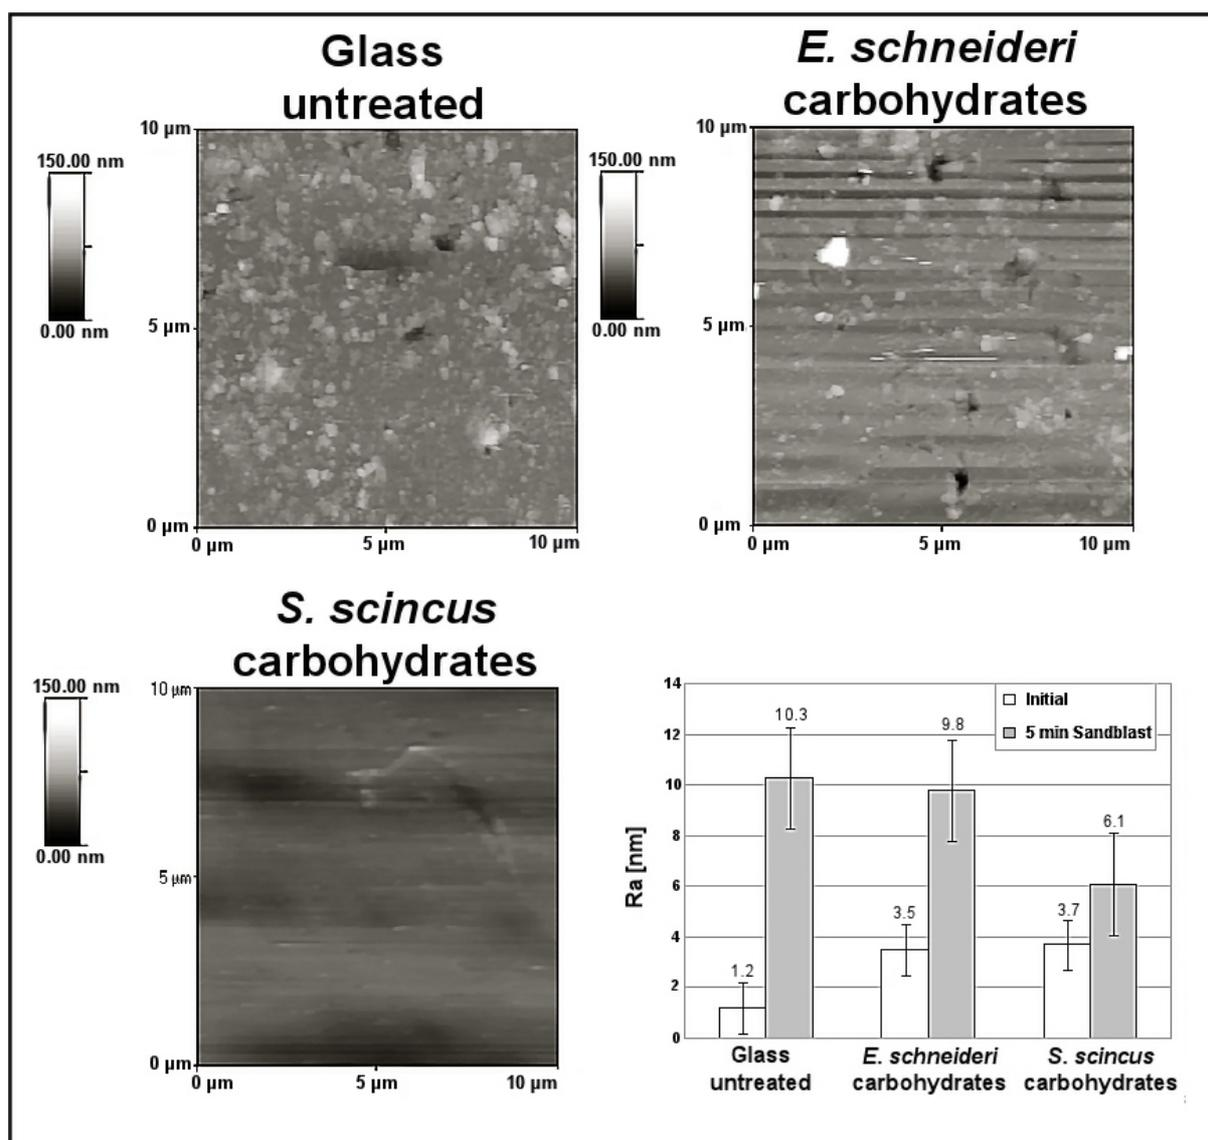 Glass
untreated
10 µm
150.00 nm
0.00 nm
5 µm
0 µm
0 µm 5 µm 10 µm
E. schneideri
carbohydrates
10 µm
150.00 nm
0.00 nm
5 µm
0 µm
0 µm 5 µm 10 µm
S. scincus
carbohydrates
150.00 nm
10 µm
0.00 nm
5 µm
0 µm
0 µm 5 µm 10 µm
14
12
10
8
6
4
2
0
Ra [nm]
Initial
5 min Sandblast
1.2
10.3
3.5
9.8
3.7
6.1
Glass
untreated
E. schneideri
carbohydrates
S. scincus
carbohydrates